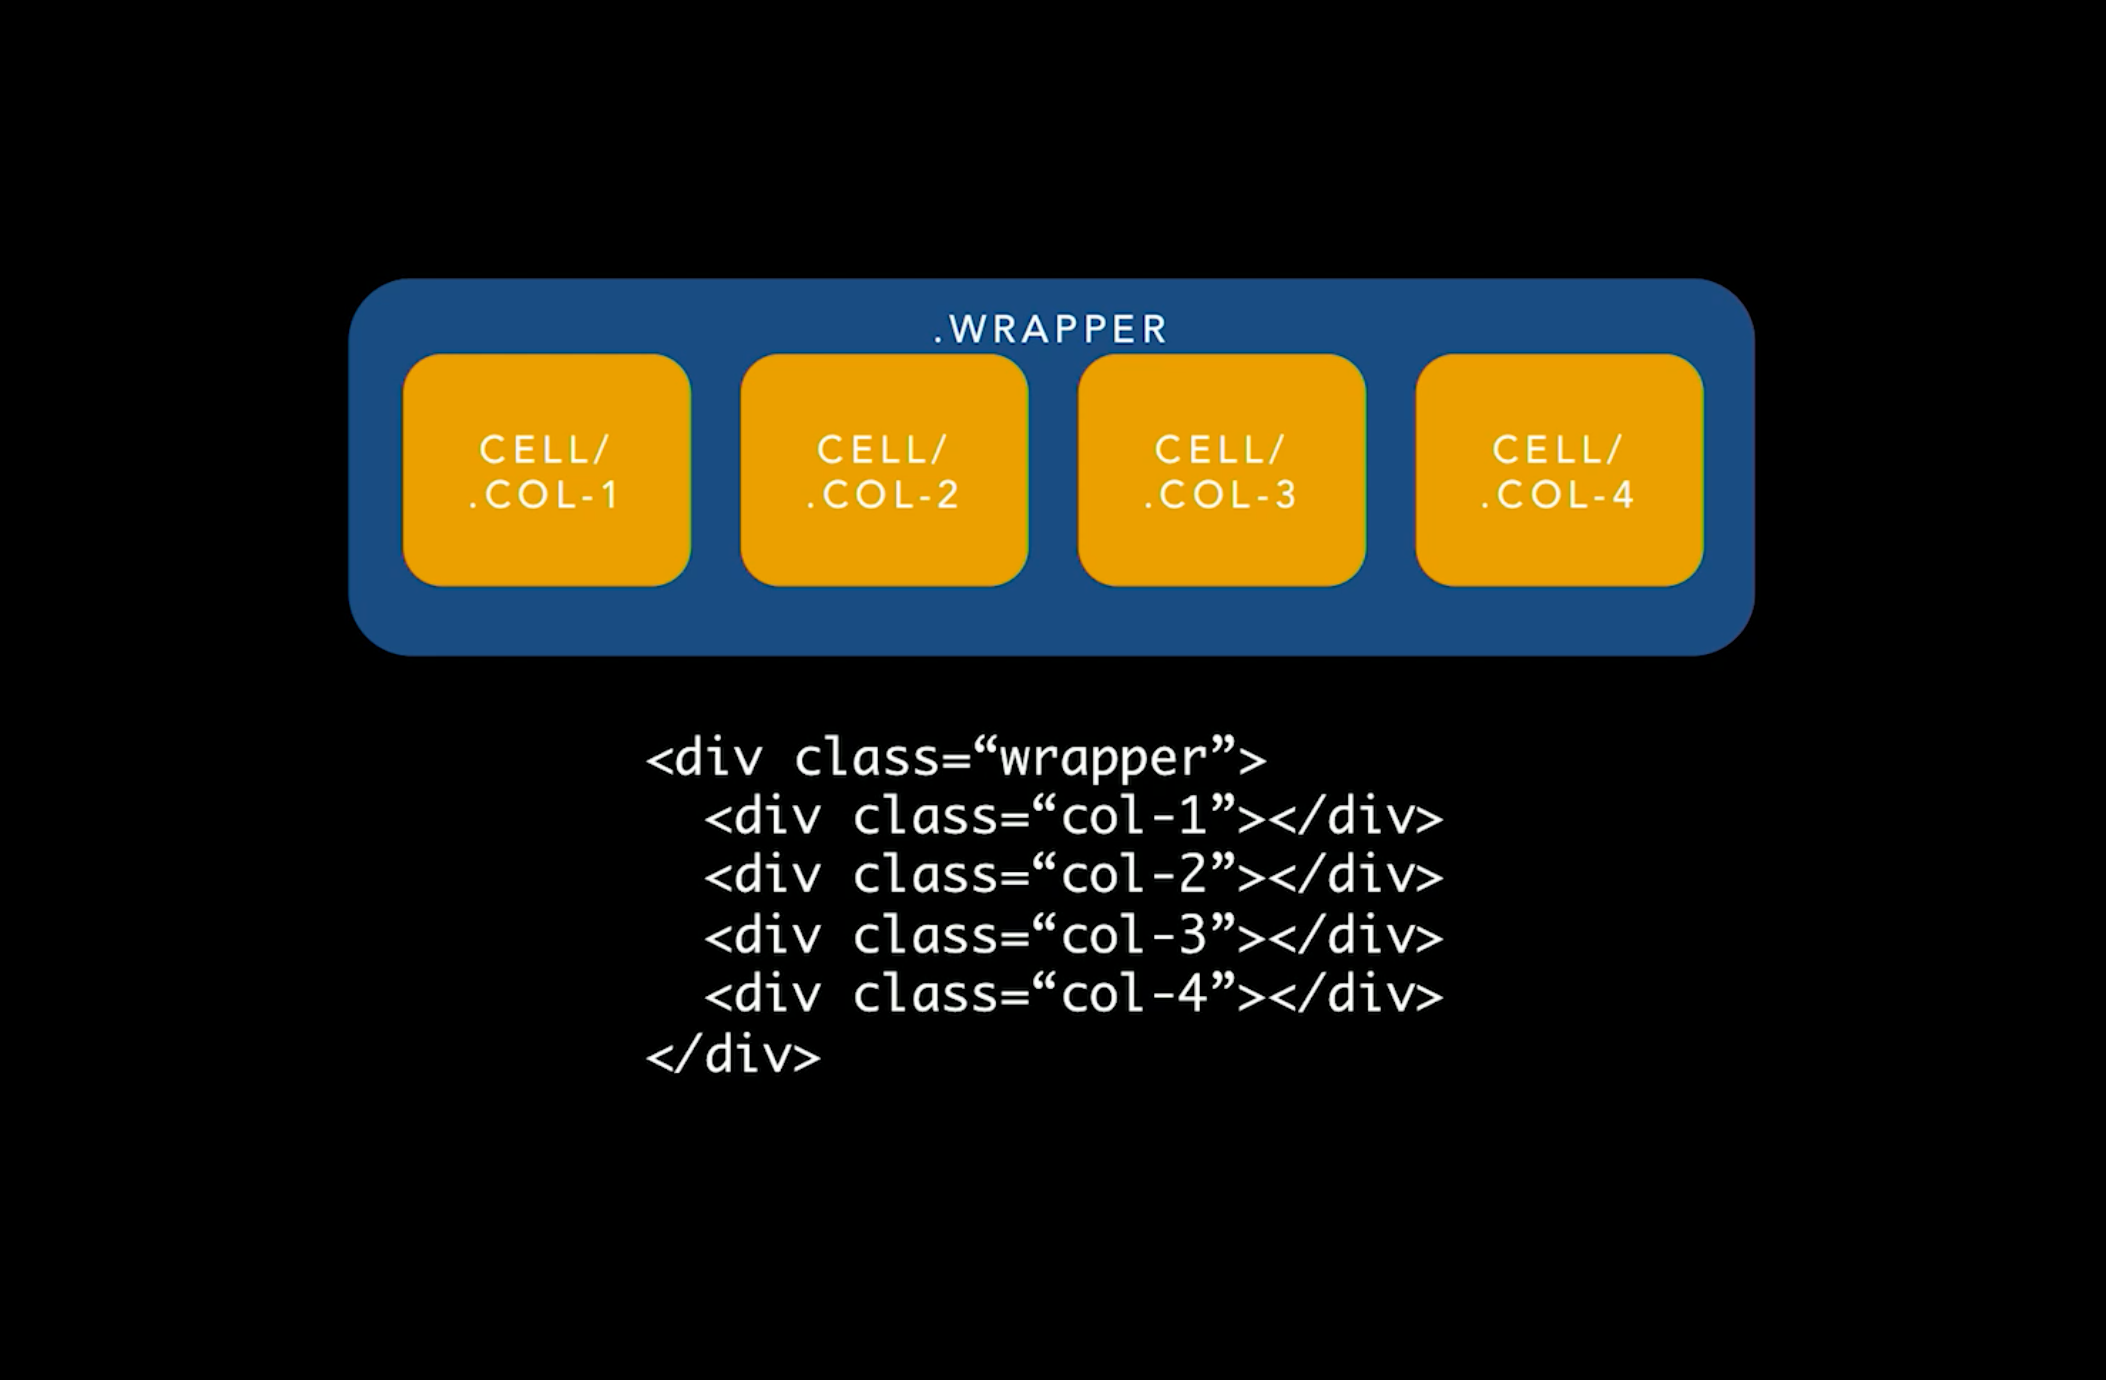 .WRAPPER
CELL/
.COL-1
CELL/
.COL-2
CELL/
.COL-3
CELL/
.COL-4
<div class=“wrapper”>
  <div class=“col-1”></div>
  <div class=“col-2”></div>
  <div class=“col-3”></div>
  <div class=“col-4”></div>
</div>